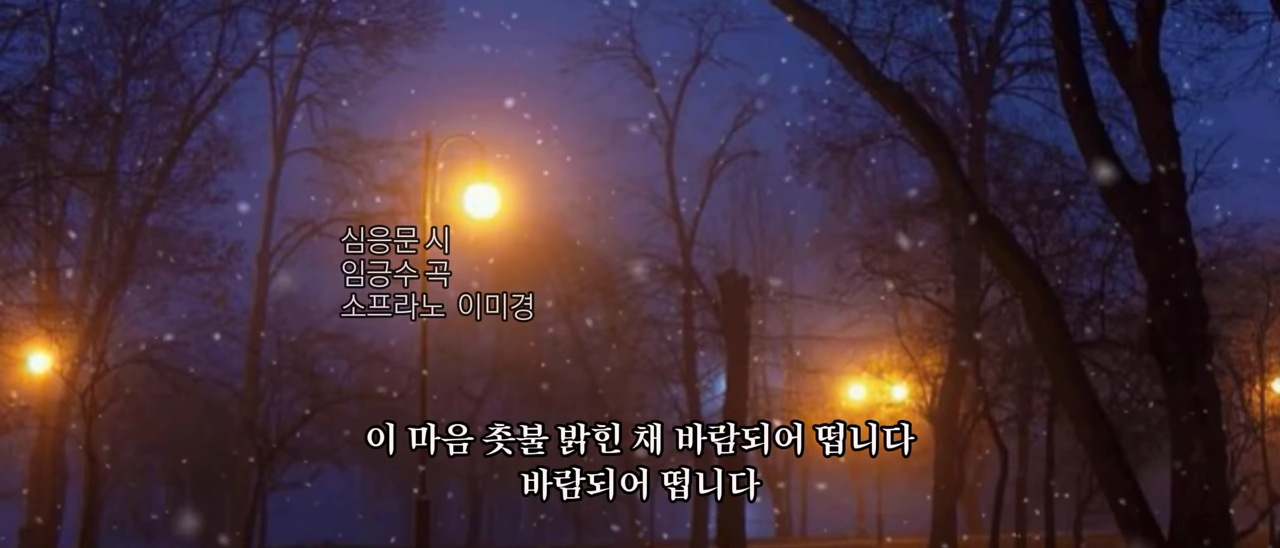 심응문 시
임긍수 곡
소프라노 이미경
이 마음 촛불 밝힌 채 바람되어 떱니다
바람되어 떱니다